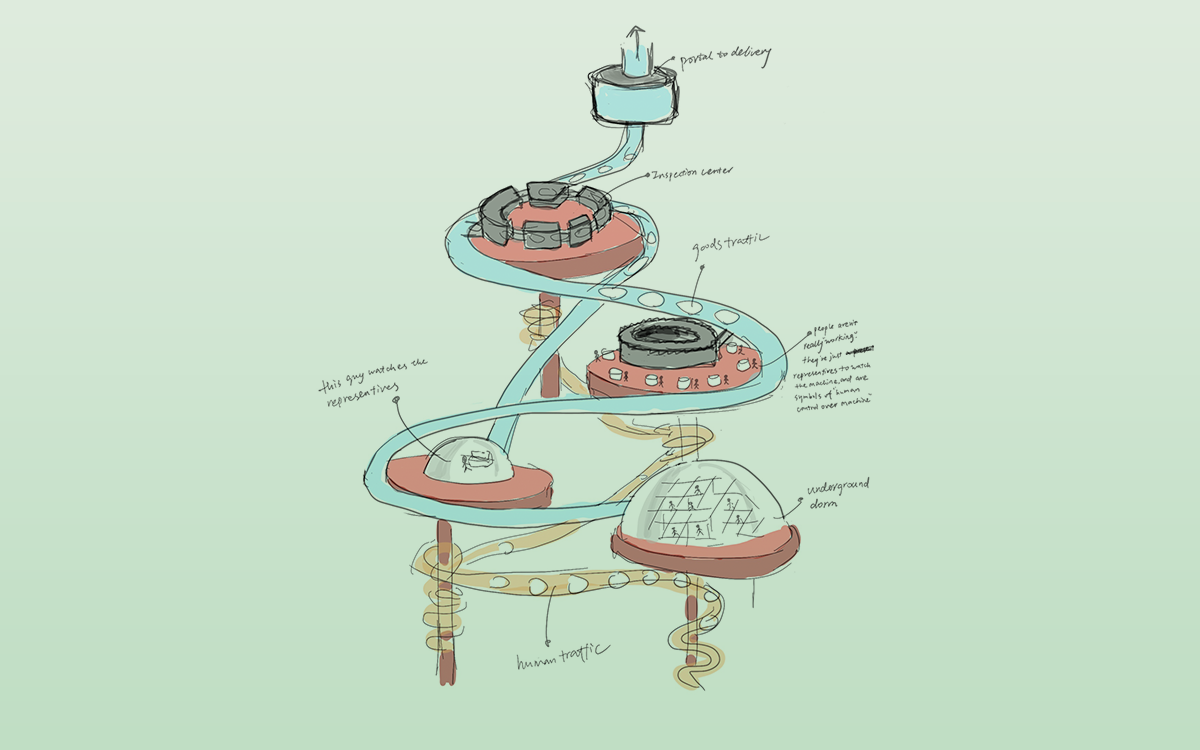 portal to delivery
Inspection center
goods traffic
people aren't
really "working".
they're just
representives to watch
the machine, and are
symbols of "human
control over machine"
this guy watches the
representives
underground
dorm
human traffic